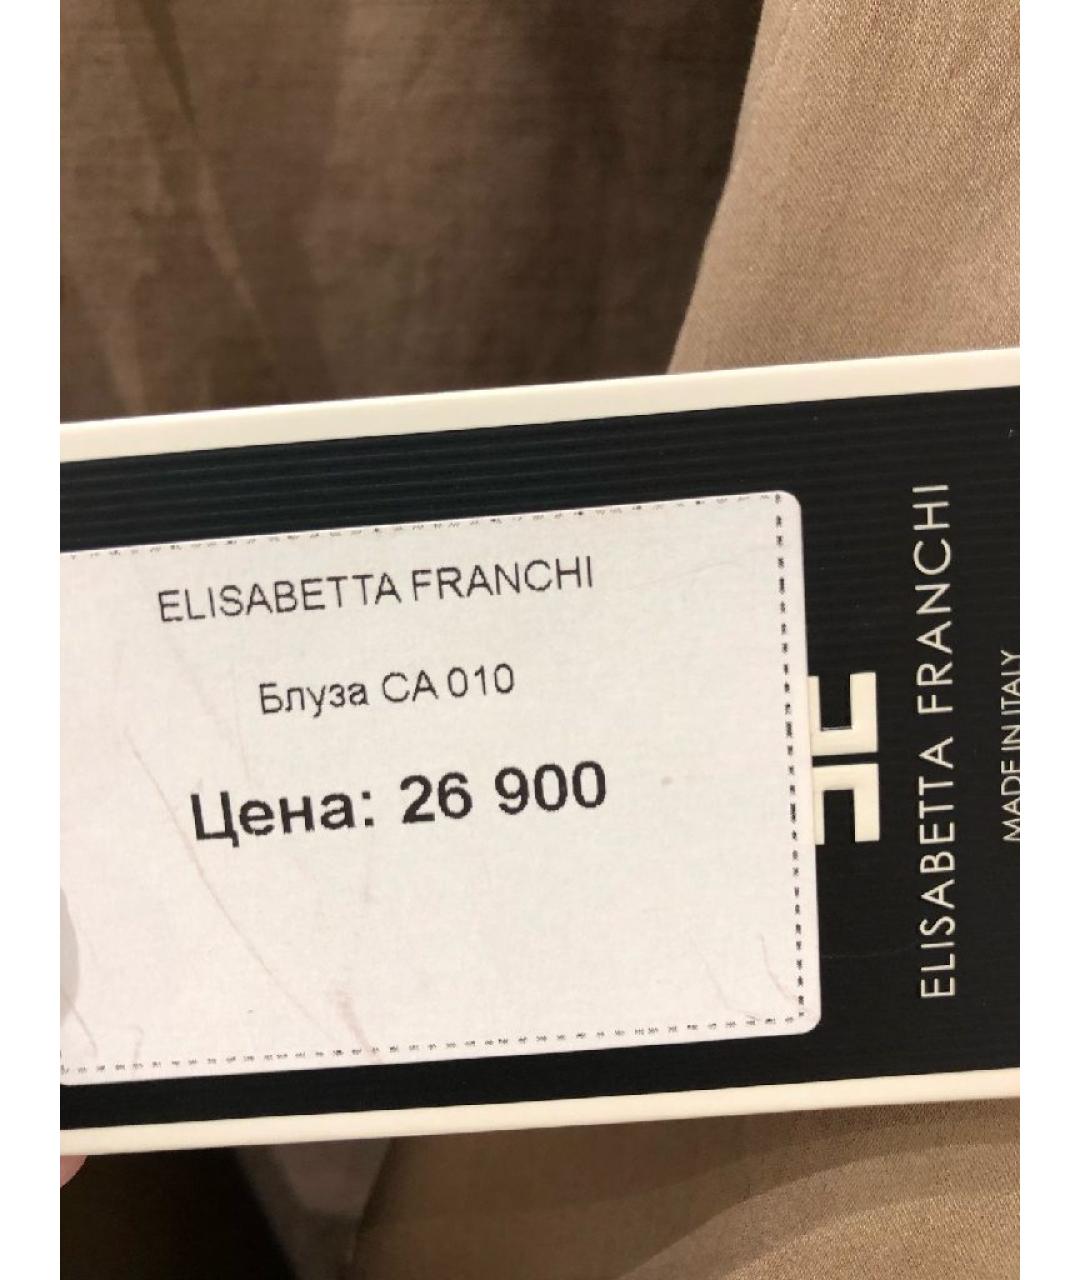 ELISABETTA FRANCHI
Блуза CA 010
Цена: 26 900
ELISABETTA FRANCHI
MADE IN ITALY